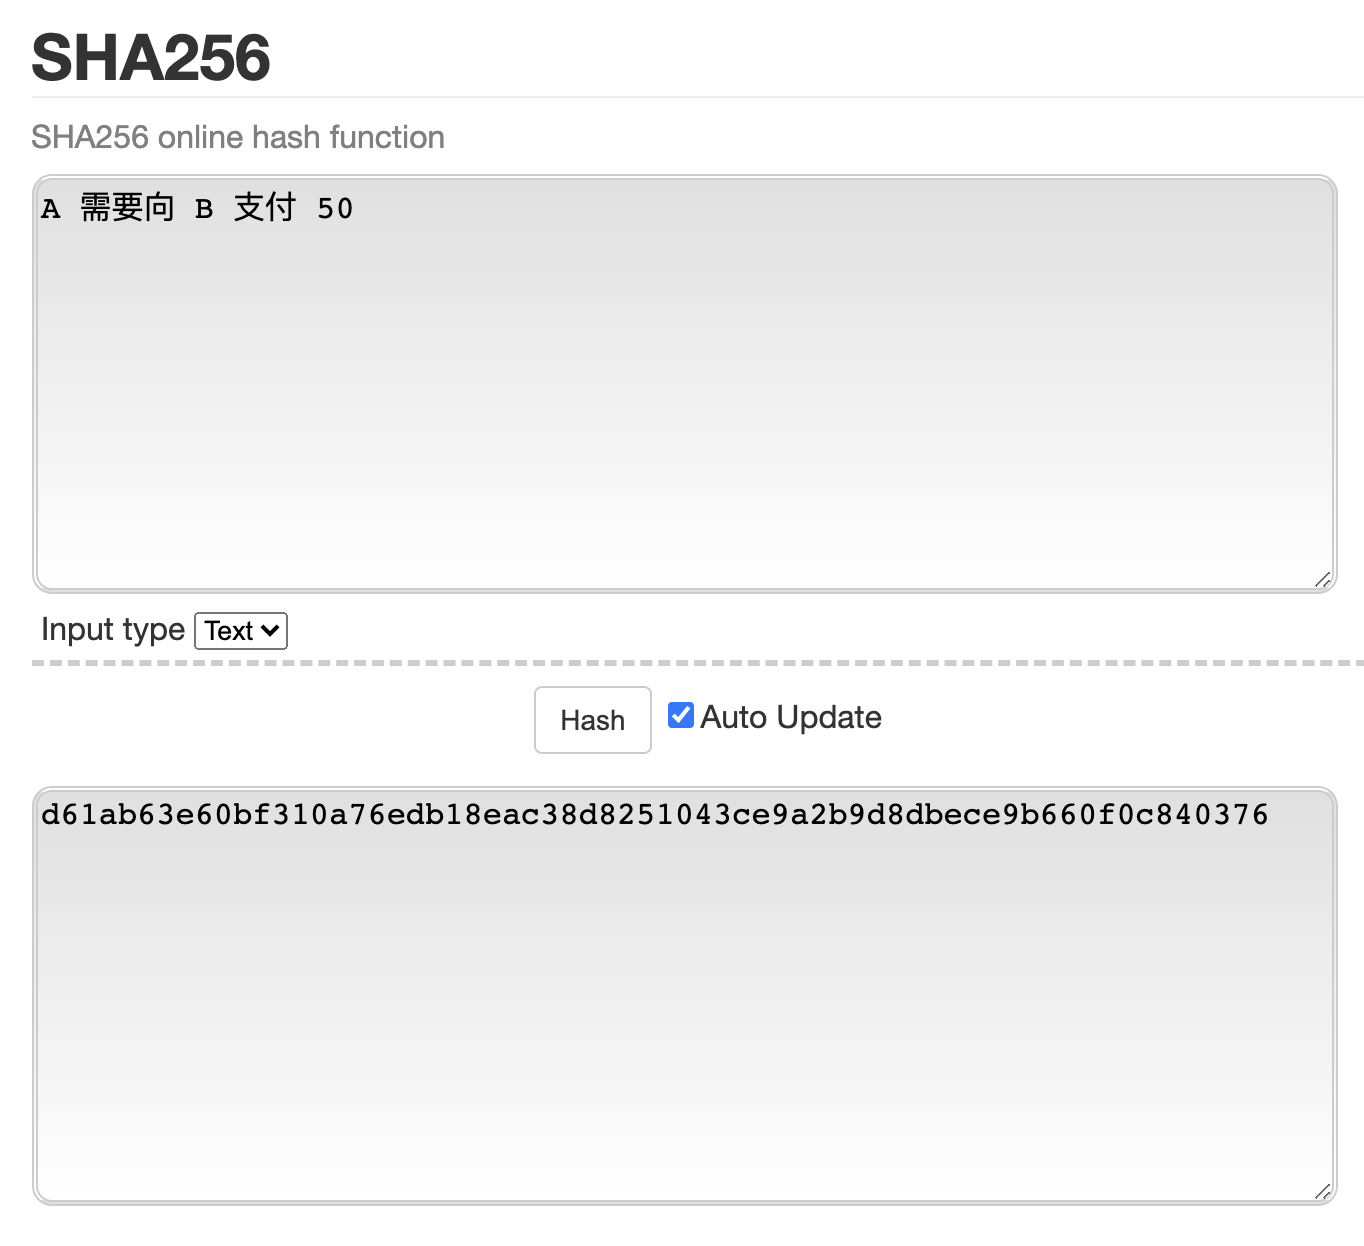 SHA256
SHA256 online hash function
A 需要向 B 支付 50
Input type Text
Hash Auto Update
d61ab63e60bf310a76edb18eac38d8251043ce9a2b9d8dbece9b660f0c840376